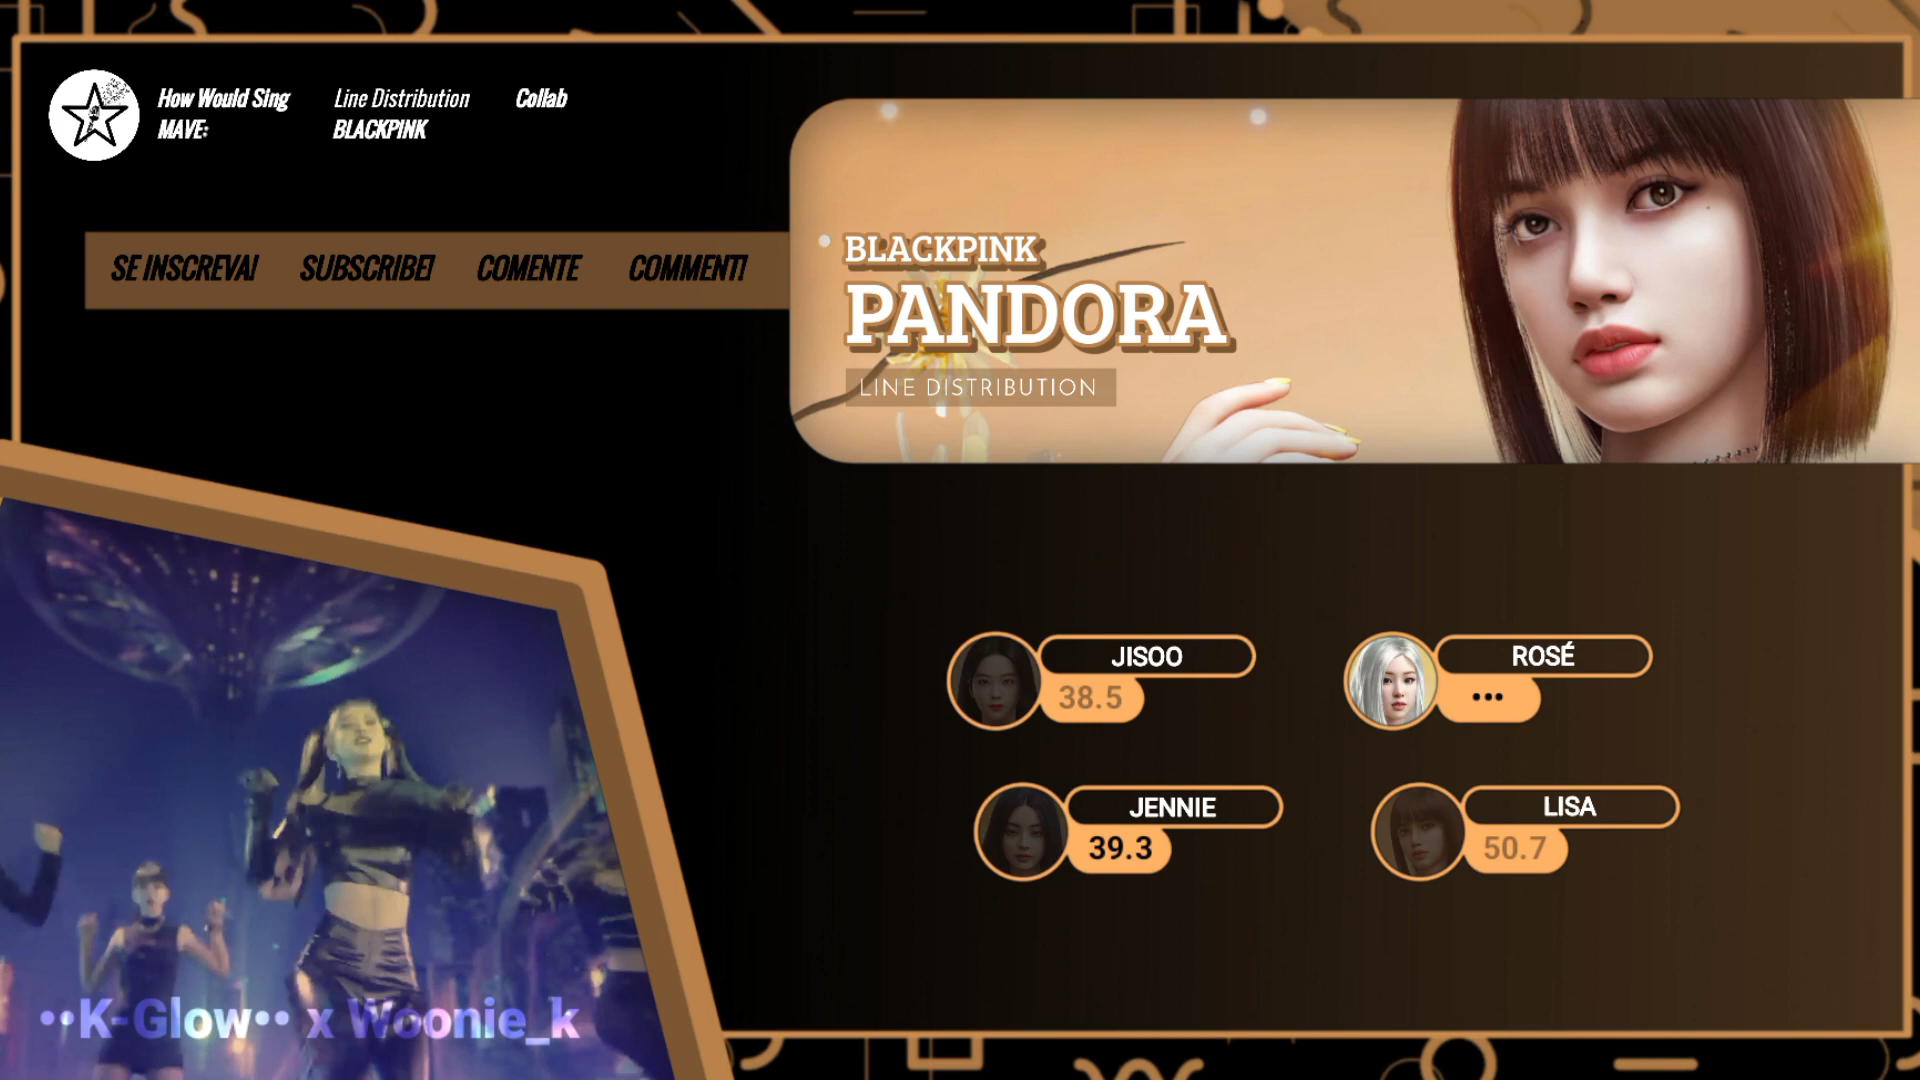 How Would Sing
MAVE:
Line Distribution
BLACKPINK
Collab
SE INSCREVA!
SUBSCRIBE!
COMENTE
COMMENT!
BLACKPINK
PANDORA
LINE DISTRIBUTION
JISOO
38.5
ROSÉ
•••
JENNIE
39.3
LISA
50.7
••K-Glow•• x Woonie_k